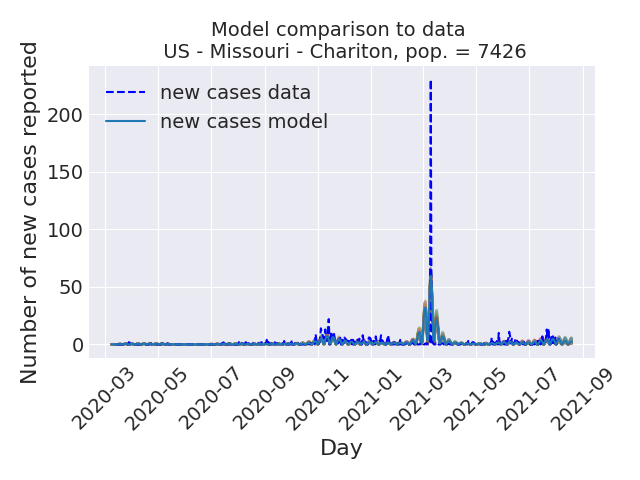 Model comparison to data
US - Missouri - Chariton, pop. = 7426
Number of new cases reported
new cases data
new cases model
200
150
100
50
0
2020-03
2020-05
2020-07
2020-09
2020-11
2021-01
2021-03
2021-05
2021-07
2021-09
Day